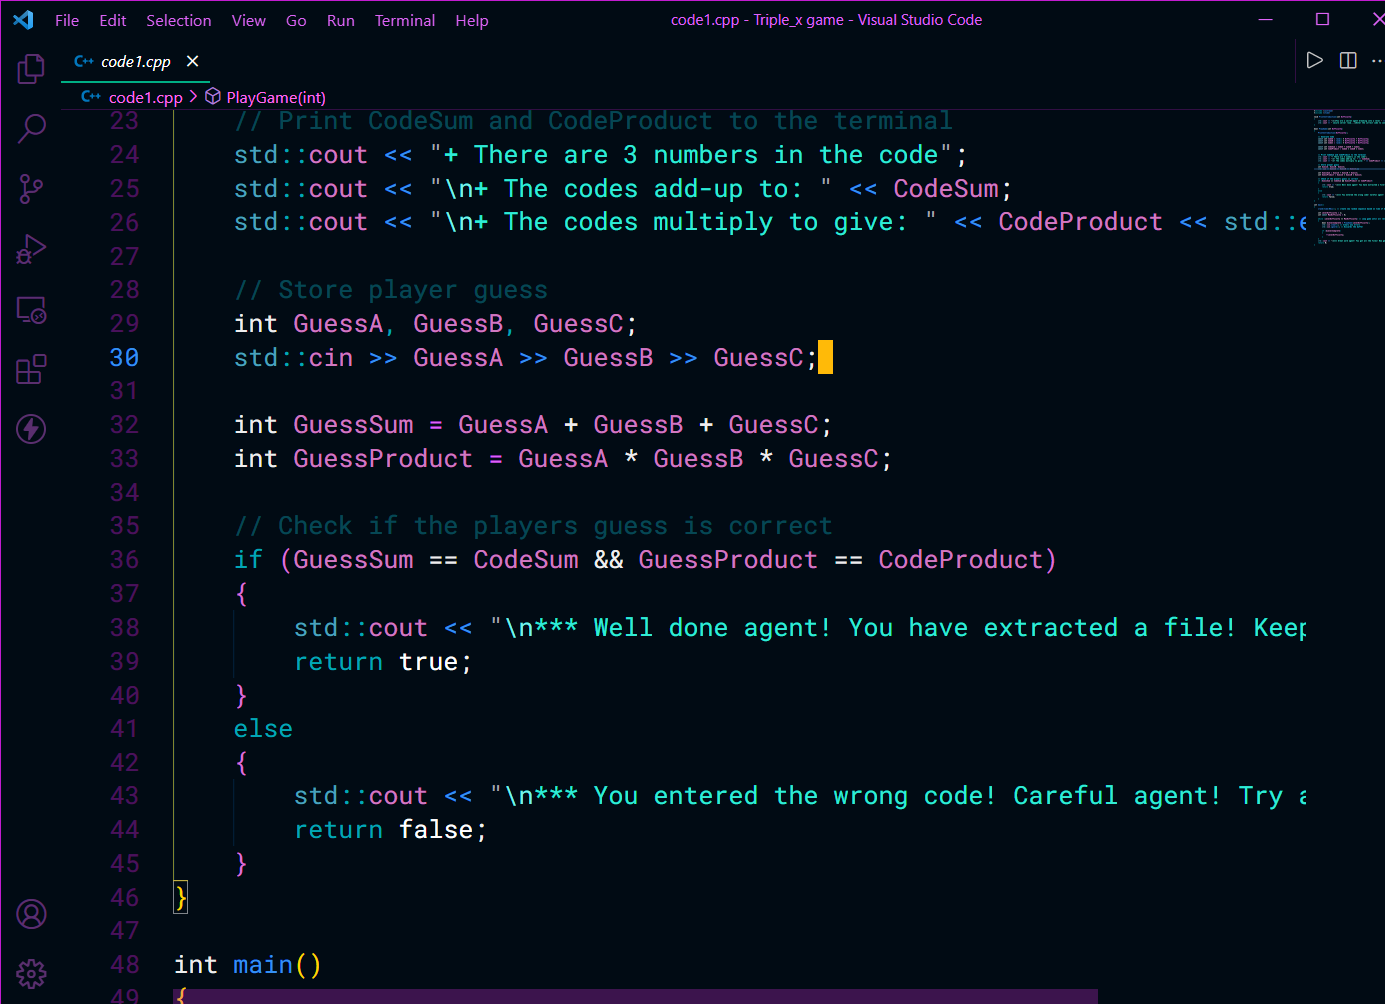 File Edit Selection View Go Run Terminal Help code1.cpp - Triple_x game - Visual Studio Code
C++ code1.cpp
C++ code1.cpp > PlayGame(int)
23 // Print CodeSum and CodeProduct to the terminal
24 std::cout << "+ There are 3 numbers in the code";
25 std::cout << "\n+ The codes add-up to: " << CodeSum;
26 std::cout << "\n+ The codes multiply to give: " << CodeProduct << std::e
27
28 // Store player guess
29 int GuessA, GuessB, GuessC;
30 std::cin >> GuessA >> GuessB >> GuessC;
31
32 int GuessSum = GuessA + GuessB + GuessC;
33 int GuessProduct = GuessA * GuessB * GuessC;
34
35 // Check if the players guess is correct
36 if (GuessSum == CodeSum && GuessProduct == CodeProduct)
37 {
38 std::cout << "\n*** Well done agent! You have extracted a file! Keep
39 return true;
40 }
41 else
42 {
43 std::cout << "\n*** You entered the wrong code! Careful agent! Try a
44 return false;
45 }
46 }
47
48 int main()
49 {